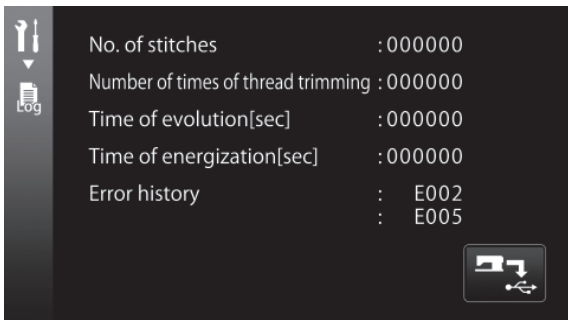 No. of stitches :000000
Number of times of thread trimming :000000
Time of evolution[sec] :000000
Log
Time of energization[sec] :000000
Error history : E002
: E005